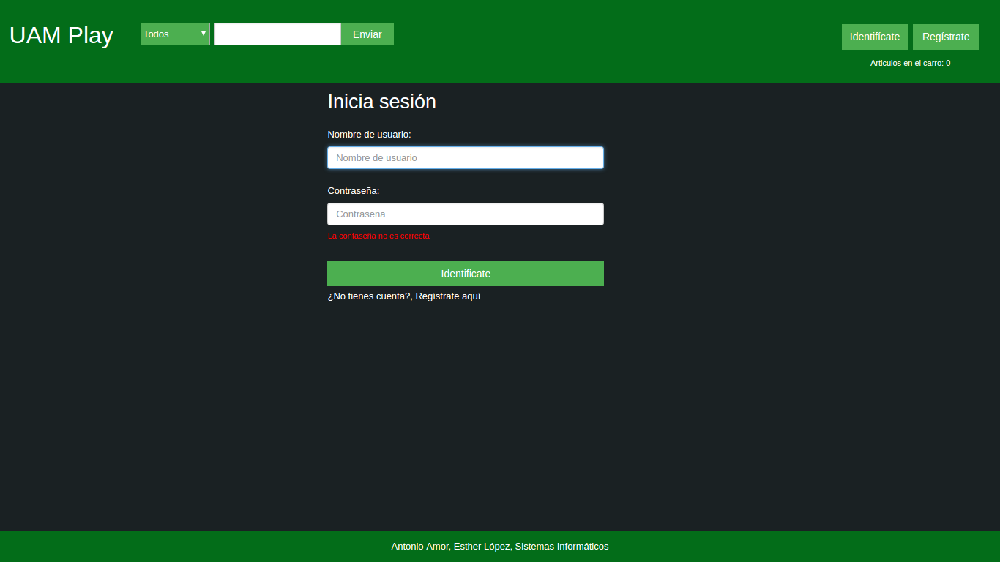 UAM Play
Todos
Enviar
Identifícate
Regístrate
Articulos en el carro: 0
Inicia sesión
Nombre de usuario:
Nombre de usuario
Contraseña:
Contraseña
La contaseña no es correcta
Identificate
¿No tienes cuenta?, Regístrate aquí
Antonio Amor, Esther López, Sistemas Informáticos